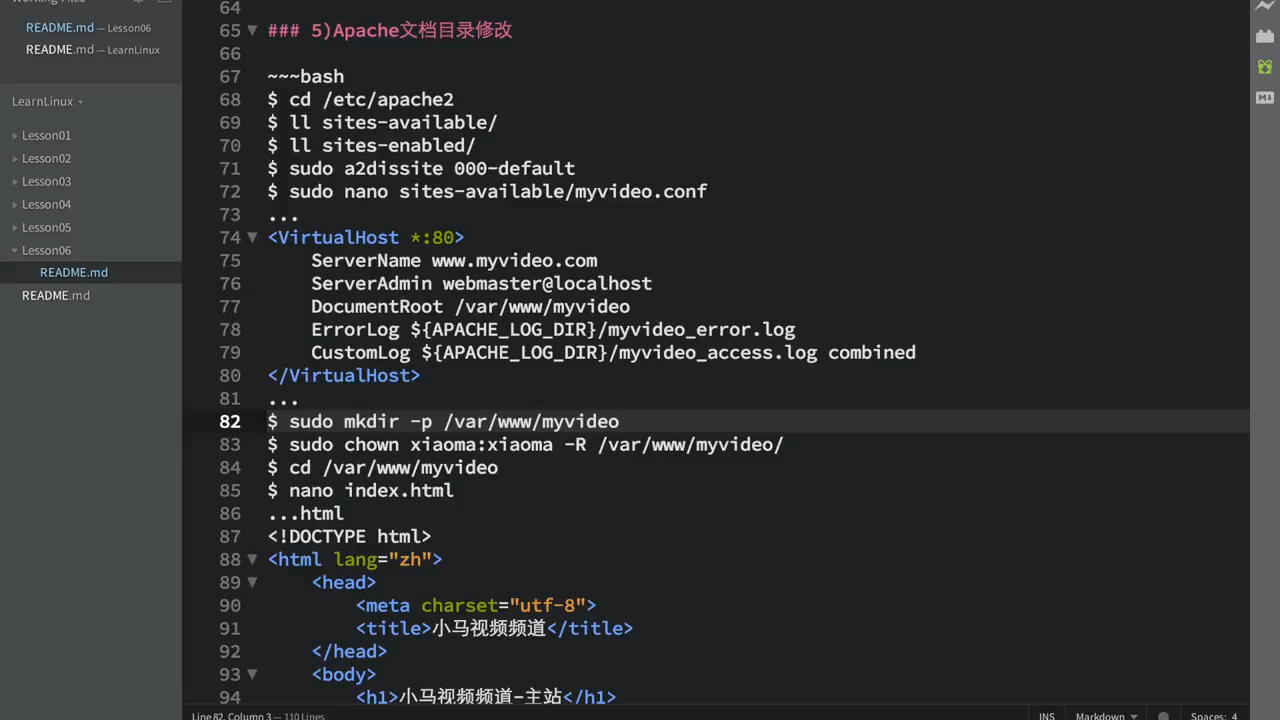 README.md — Lesson06
README.md — LearnLinux
LearnLinux
Lesson01
Lesson02
Lesson03
Lesson04
Lesson05
Lesson06
README.md
README.md
64
65 ### 5)Apache文档目录修改
66
67 ~~~bash
68 $ cd /etc/apache2
69 $ ll sites-available/
70 $ ll sites-enabled/
71 $ sudo a2dissite 000-default
72 $ sudo nano sites-available/myvideo.conf
73 ...
74 <VirtualHost *:80>
75 ServerName www.myvideo.com
76 ServerAdmin webmaster@localhost
77 DocumentRoot /var/www/myvideo
78 ErrorLog ${APACHE_LOG_DIR}/myvideo_error.log
79 CustomLog ${APACHE_LOG_DIR}/myvideo_access.log combined
80 </VirtualHost>
81 ...
82 $ sudo mkdir -p /var/www/myvideo
83 $ sudo chown xiaoma:xiaoma -R /var/www/myvideo/
84 $ cd /var/www/myvideo
85 $ nano index.html
86 ...html
87 <!DOCTYPE html>
88 <html lang="zh">
89 <head>
90 <meta charset="utf-8">
91 <title>小马视频频道</title>
92 </head>
93 <body>
94 <h1>小马视频频道-主站</h1>
Line 82, Column 3 — 110 Lines
INS Markdown Spaces: 4